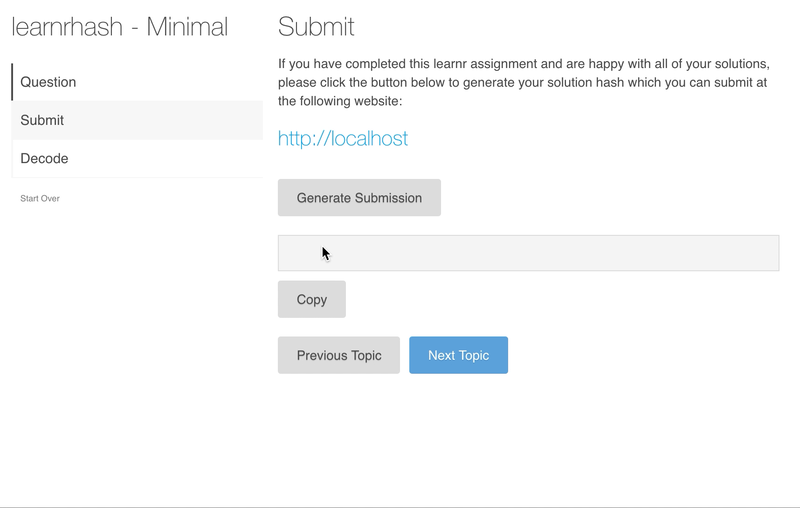 learnrhash - Minimal
Question
Submit
Decode
Start Over
Submit
If you have completed this learnr assignment and are happy with all of your solutions,
please click the button below to generate your solution hash which you can submit at
the following website:
http://localhost
Generate Submission
Copy
Previous Topic
Next Topic